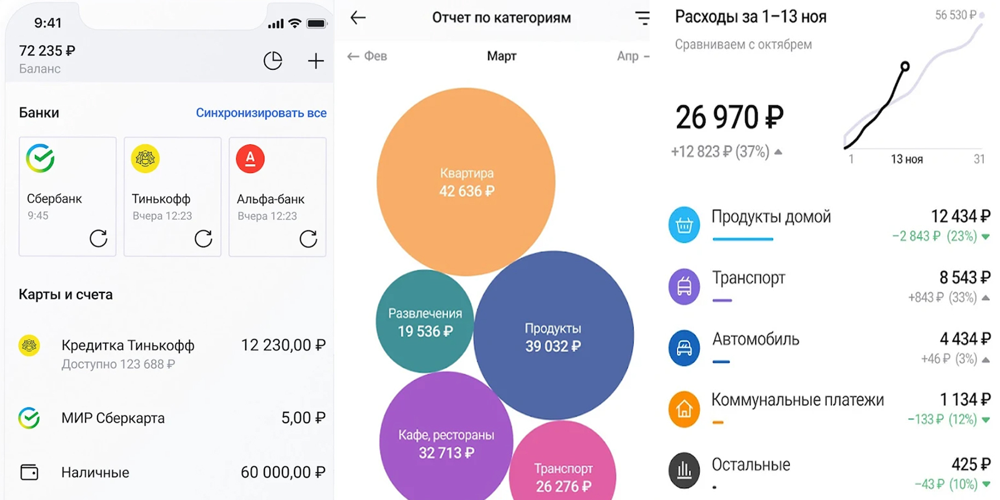 9:41
72 235 ₽
Баланс
Банки
Синхронизировать все
Сбербанк
9:45
Тинькофф
Вчера 12:23
А
Альфа-банк
Вчера 12:23
Карты и счета
Кредитка Тинькофф
12 230,00 ₽
Доступно 123 688 ₽
МИР Сберкарта
5,00 ₽
Наличные
60 000,00 ₽
Отчет по категориям
← Фев
Март
Апр
Квартира
42 636 ₽
Развлечения
19 536 ₽
Продукты
39 032 ₽
Кафе, рестораны
32 713 ₽
Транспорт
26 276 ₽
Расходы за 1–13 ноя
56 530 ₽
Сравниваем с октябрем
26 970 ₽
+12 823 ₽ (37%)
1
13 ноя
31
Продукты домой
12 434 ₽
−2 843 ₽ (23%)
Транспорт
8 543 ₽
+843 ₽ (33%)
Автомобиль
4 434 ₽
+46 ₽ (3%)
Коммунальные платежи
1 134 ₽
−133 ₽ (12%)
Остальные
425 ₽
−43 ₽ (10%)